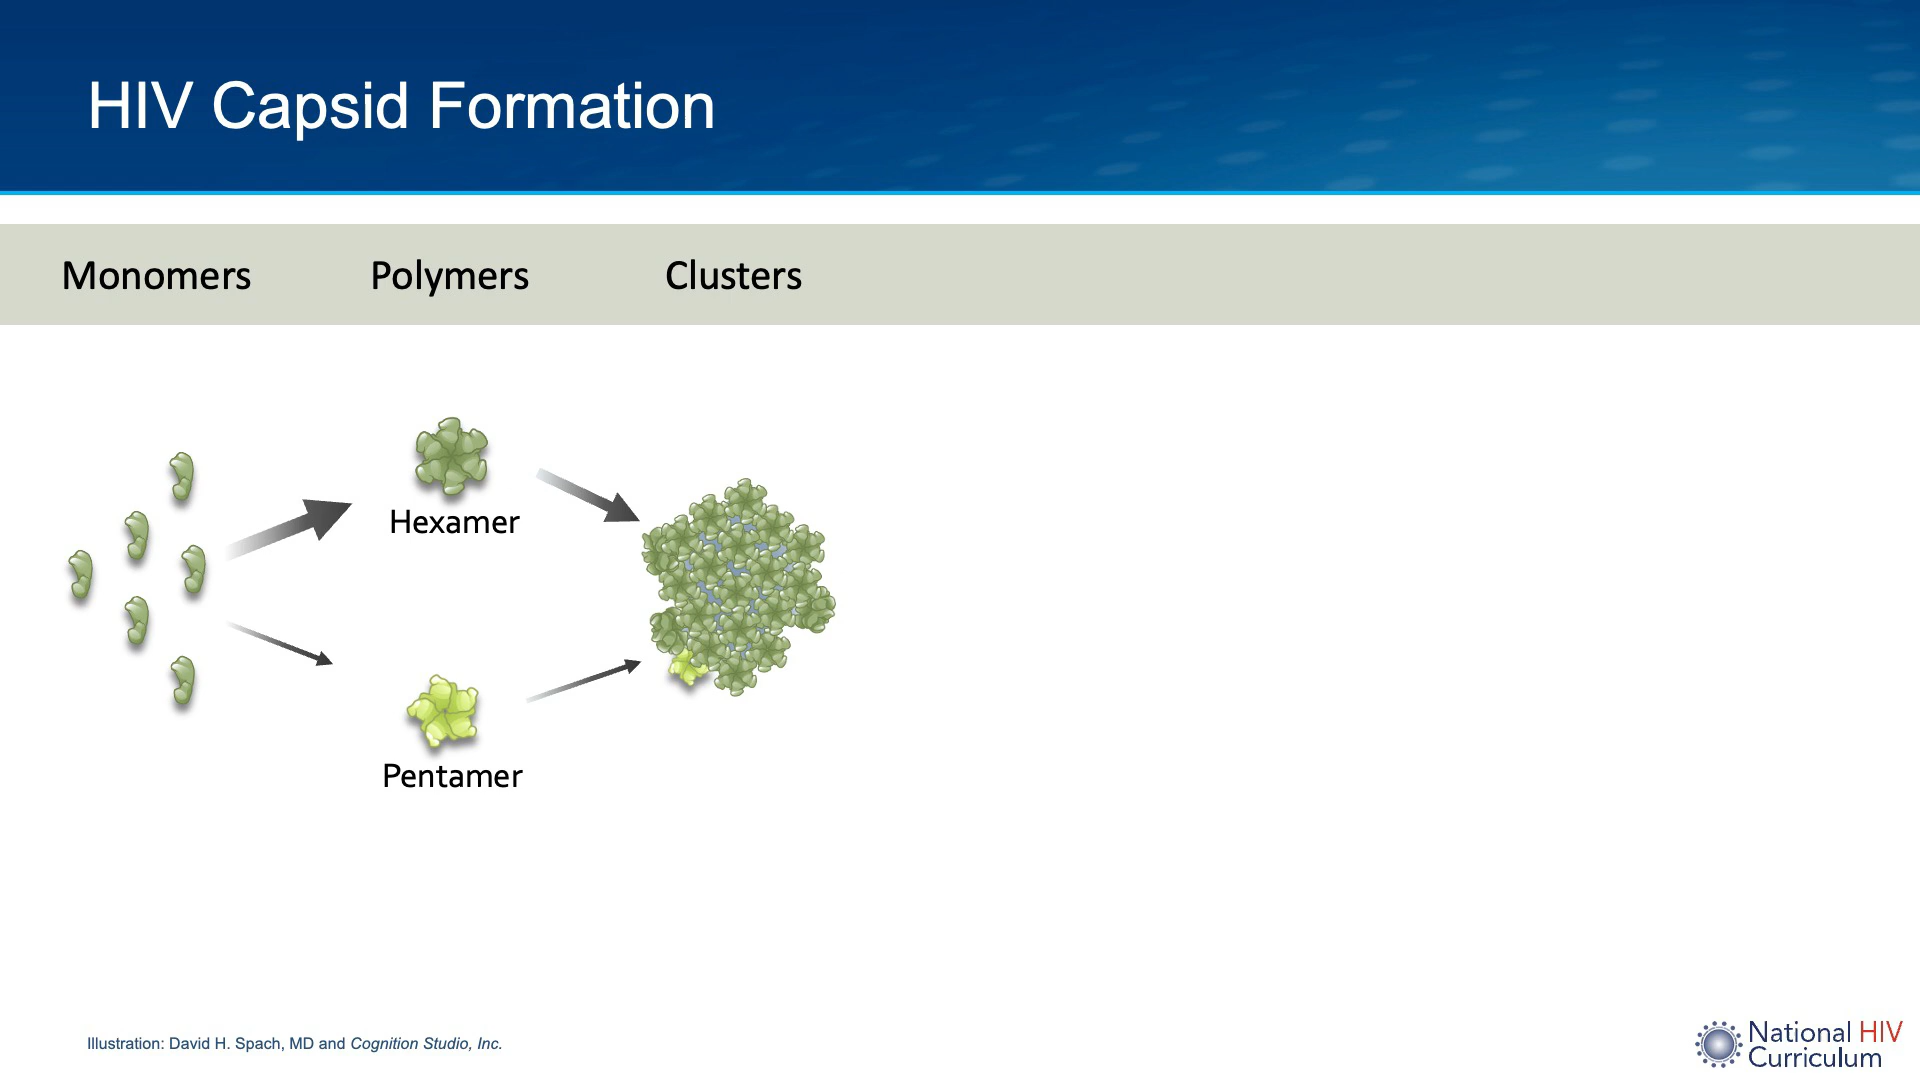 HIV Capsid Formation
Monomers Polymers Clusters
Hexamer
Pentamer
Illustration: David H. Spach, MD and Cognition Studio, Inc.
National HIV
Curriculum